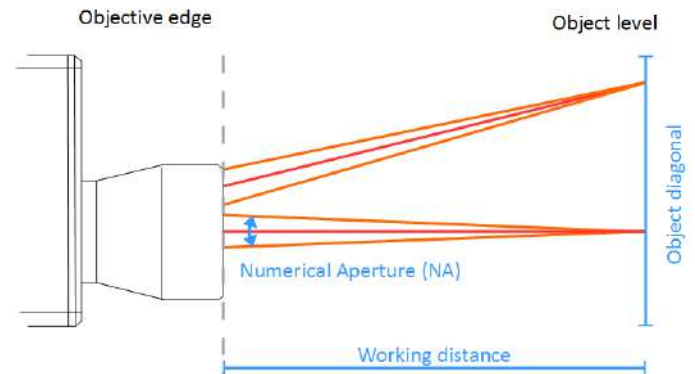 Objective edge
Object level
Object diagonal
Numerical Aperture (NA)
Working distance